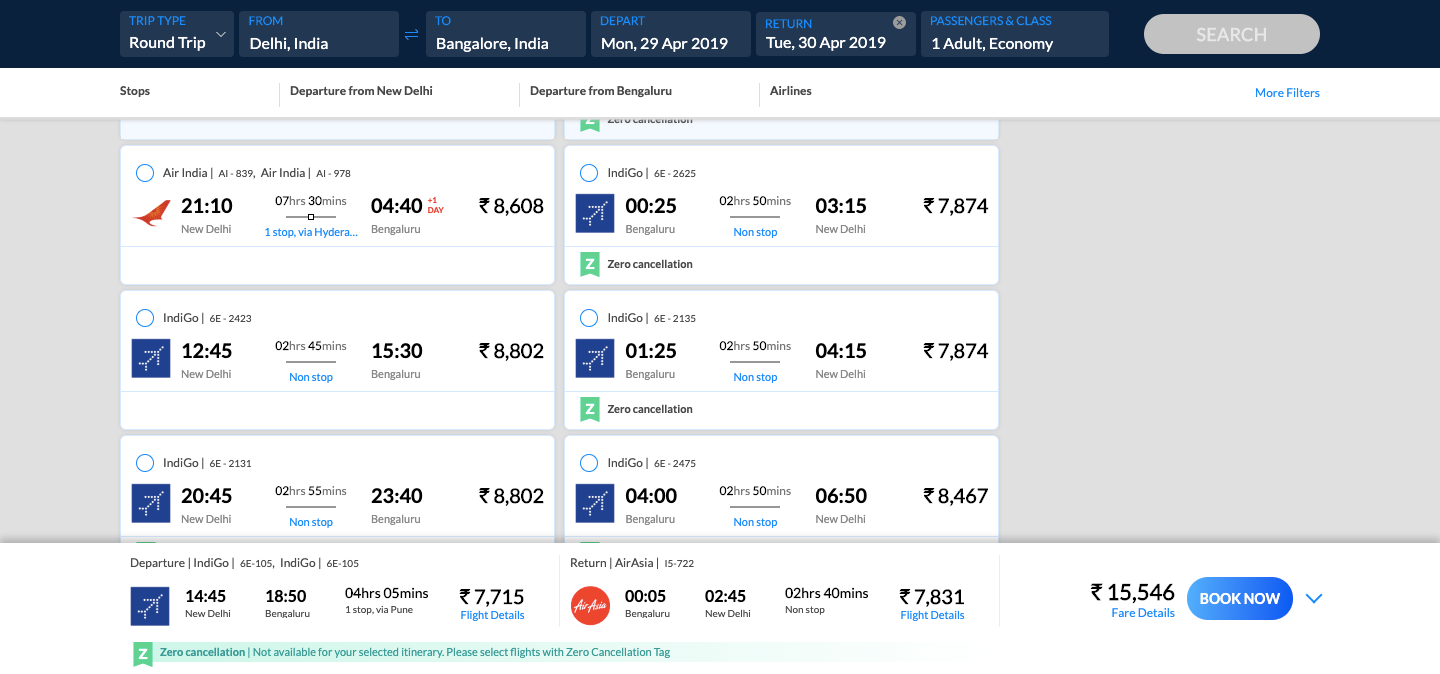 TRIP TYPE
Round Trip
FROM
Delhi, India
TO
Bangalore, India
DEPART
Mon, 29 Apr 2019
RETURN
Tue, 30 Apr 2019
PASSENGERS & CLASS
1 Adult, Economy
SEARCH
Stops
Departure from New Delhi
Departure from Bengaluru
Airlines
More Filters
Z Zero cancellation
Air India | AI - 839, Air India | AI - 978
21:10
New Delhi
07hrs 30mins
1 stop, via Hydera...
04:40 +1 DAY
Bengaluru
₹ 8,608
IndiGo | 6E - 2625
00:25
Bengaluru
02hrs 50mins
Non stop
03:15
New Delhi
₹ 7,874
Z Zero cancellation
IndiGo | 6E - 2423
12:45
New Delhi
02hrs 45mins
Non stop
15:30
Bengaluru
₹ 8,802
IndiGo | 6E - 2135
01:25
Bengaluru
02hrs 50mins
Non stop
04:15
New Delhi
₹ 7,874
Z Zero cancellation
IndiGo | 6E - 2131
20:45
New Delhi
02hrs 55mins
Non stop
23:40
Bengaluru
₹ 8,802
IndiGo | 6E - 2475
04:00
Bengaluru
02hrs 50mins
Non stop
06:50
New Delhi
₹ 8,467
Departure | IndiGo | 6E-105, IndiGo | 6E-105
14:45
New Delhi
18:50
Bengaluru
04hrs 05mins
1 stop, via Pune
₹ 7,715
Flight Details
Return | AirAsia | I5-722
AirAsia
00:05
Bengaluru
02:45
New Delhi
02hrs 40mins
Non stop
₹ 7,831
Flight Details
₹ 15,546
Fare Details
BOOK NOW
Z Zero cancellation | Not available for your selected itinerary. Please select flights with Zero Cancellation Tag